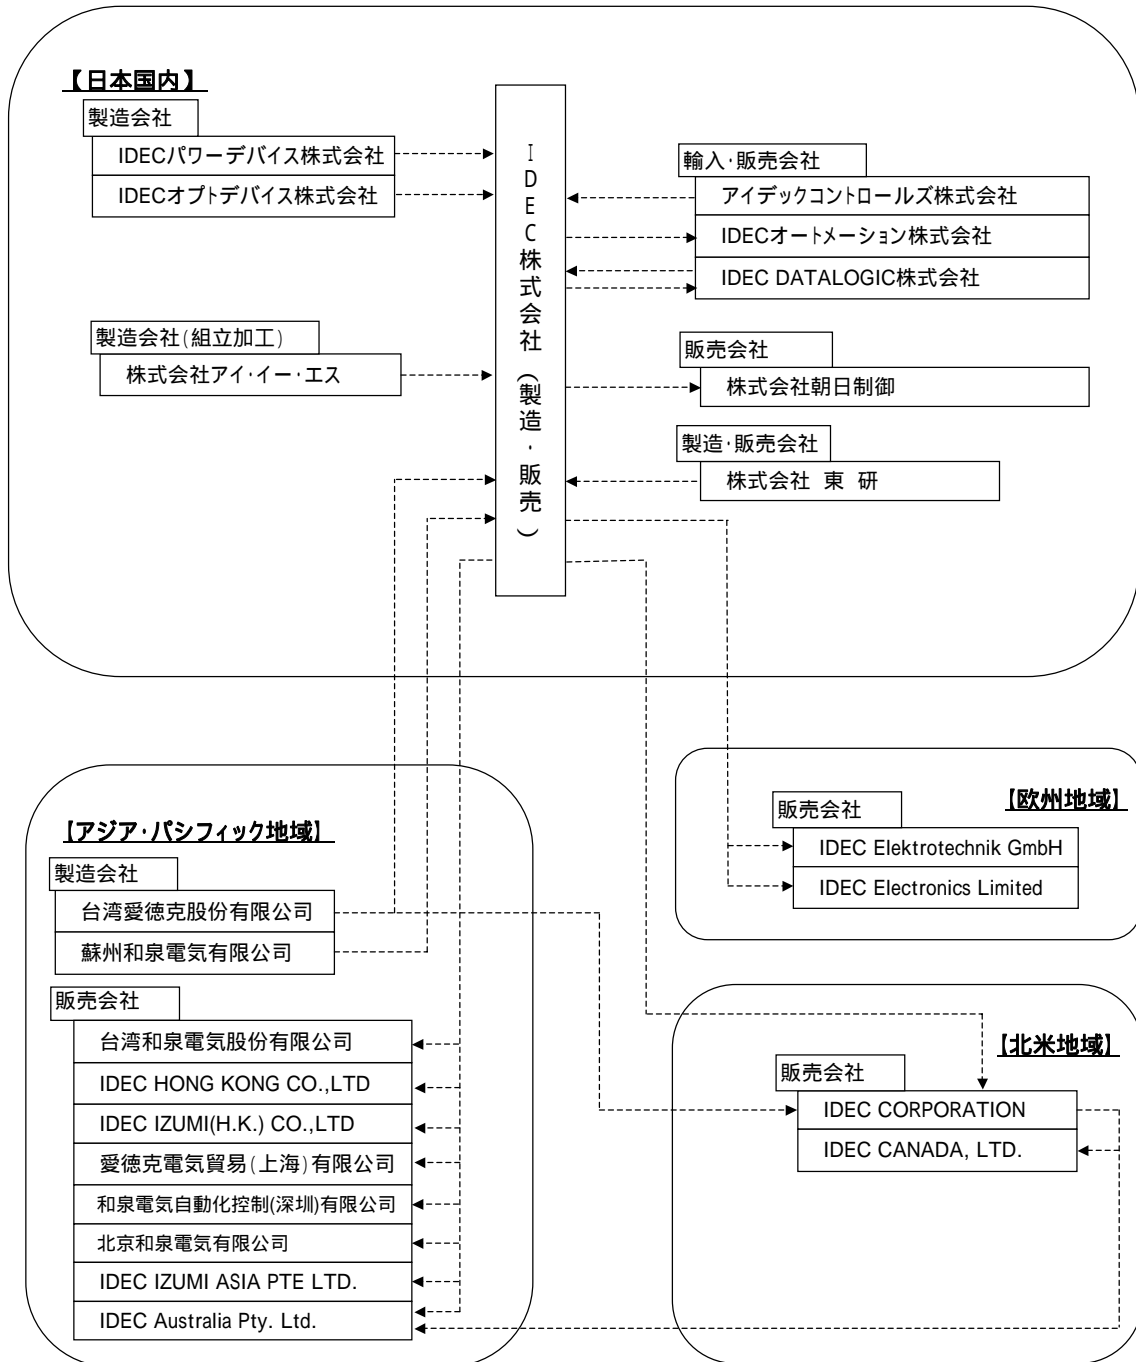 【日本国内】
製造会社
IDECパワーデバイス株式会社
IDECオプトデバイス株式会社
製造会社(組立加工)
株式会社アイ・イー・エス
IDEC株式会社(製造・販売)
輸入・販売会社
アイデックコントロールズ株式会社
IDECオートメーション株式会社
IDEC DATALOGIC株式会社
販売会社
株式会社朝日制御
製造・販売会社
株式会社 東 研
【アジア・パシフィック地域】
製造会社
台湾愛徳克股份有限公司
蘇州和泉電気有限公司
販売会社
台湾和泉電気股份有限公司
IDEC HONG KONG CO.,LTD
IDEC IZUMI(H.K.) CO.,LTD
愛徳克電気貿易(上海)有限公司
和泉電気自動化控制(深圳)有限公司
北京和泉電気有限公司
IDEC IZUMI ASIA PTE LTD.
IDEC Australia Pty. Ltd.
【欧州地域】
販売会社
IDEC Elektrotechnik GmbH
IDEC Electronics Limited
【北米地域】
販売会社
IDEC CORPORATION
IDEC CANADA, LTD.